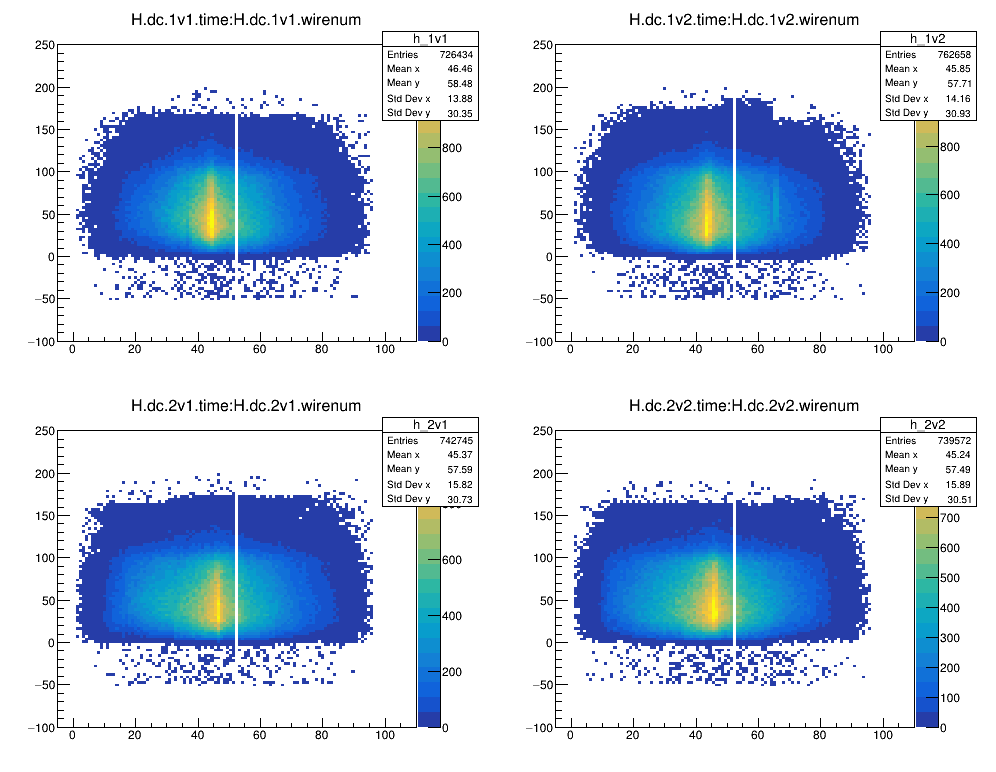 H.dc.1v1.time:H.dc.1v1.wirenum
h_1v1
Entries 726434
Mean x 46.46
Mean y 58.48
Std Dev x 13.88
Std Dev y 30.35
250
200
150
100
50
0
−50
−100
0 20 40 60 80 100
800
600
400
200
0
H.dc.1v2.time:H.dc.1v2.wirenum
h_1v2
Entries 762658
Mean x 45.85
Mean y 57.71
Std Dev x 14.16
Std Dev y 30.93
250
200
150
100
50
0
−50
−100
0 20 40 60 80 100
800
600
400
200
0
H.dc.2v1.time:H.dc.2v1.wirenum
h_2v1
Entries 742745
Mean x 45.37
Mean y 57.59
Std Dev x 15.82
Std Dev y 30.73
250
200
150
100
50
0
−50
−100
0 20 40 60 80 100
600
400
200
0
H.dc.2v2.time:H.dc.2v2.wirenum
h_2v2
Entries 739572
Mean x 45.24
Mean y 57.49
Std Dev x 15.89
Std Dev y 30.51
250
200
150
100
50
0
−50
−100
0 20 40 60 80 100
700
600
500
400
300
200
100
0